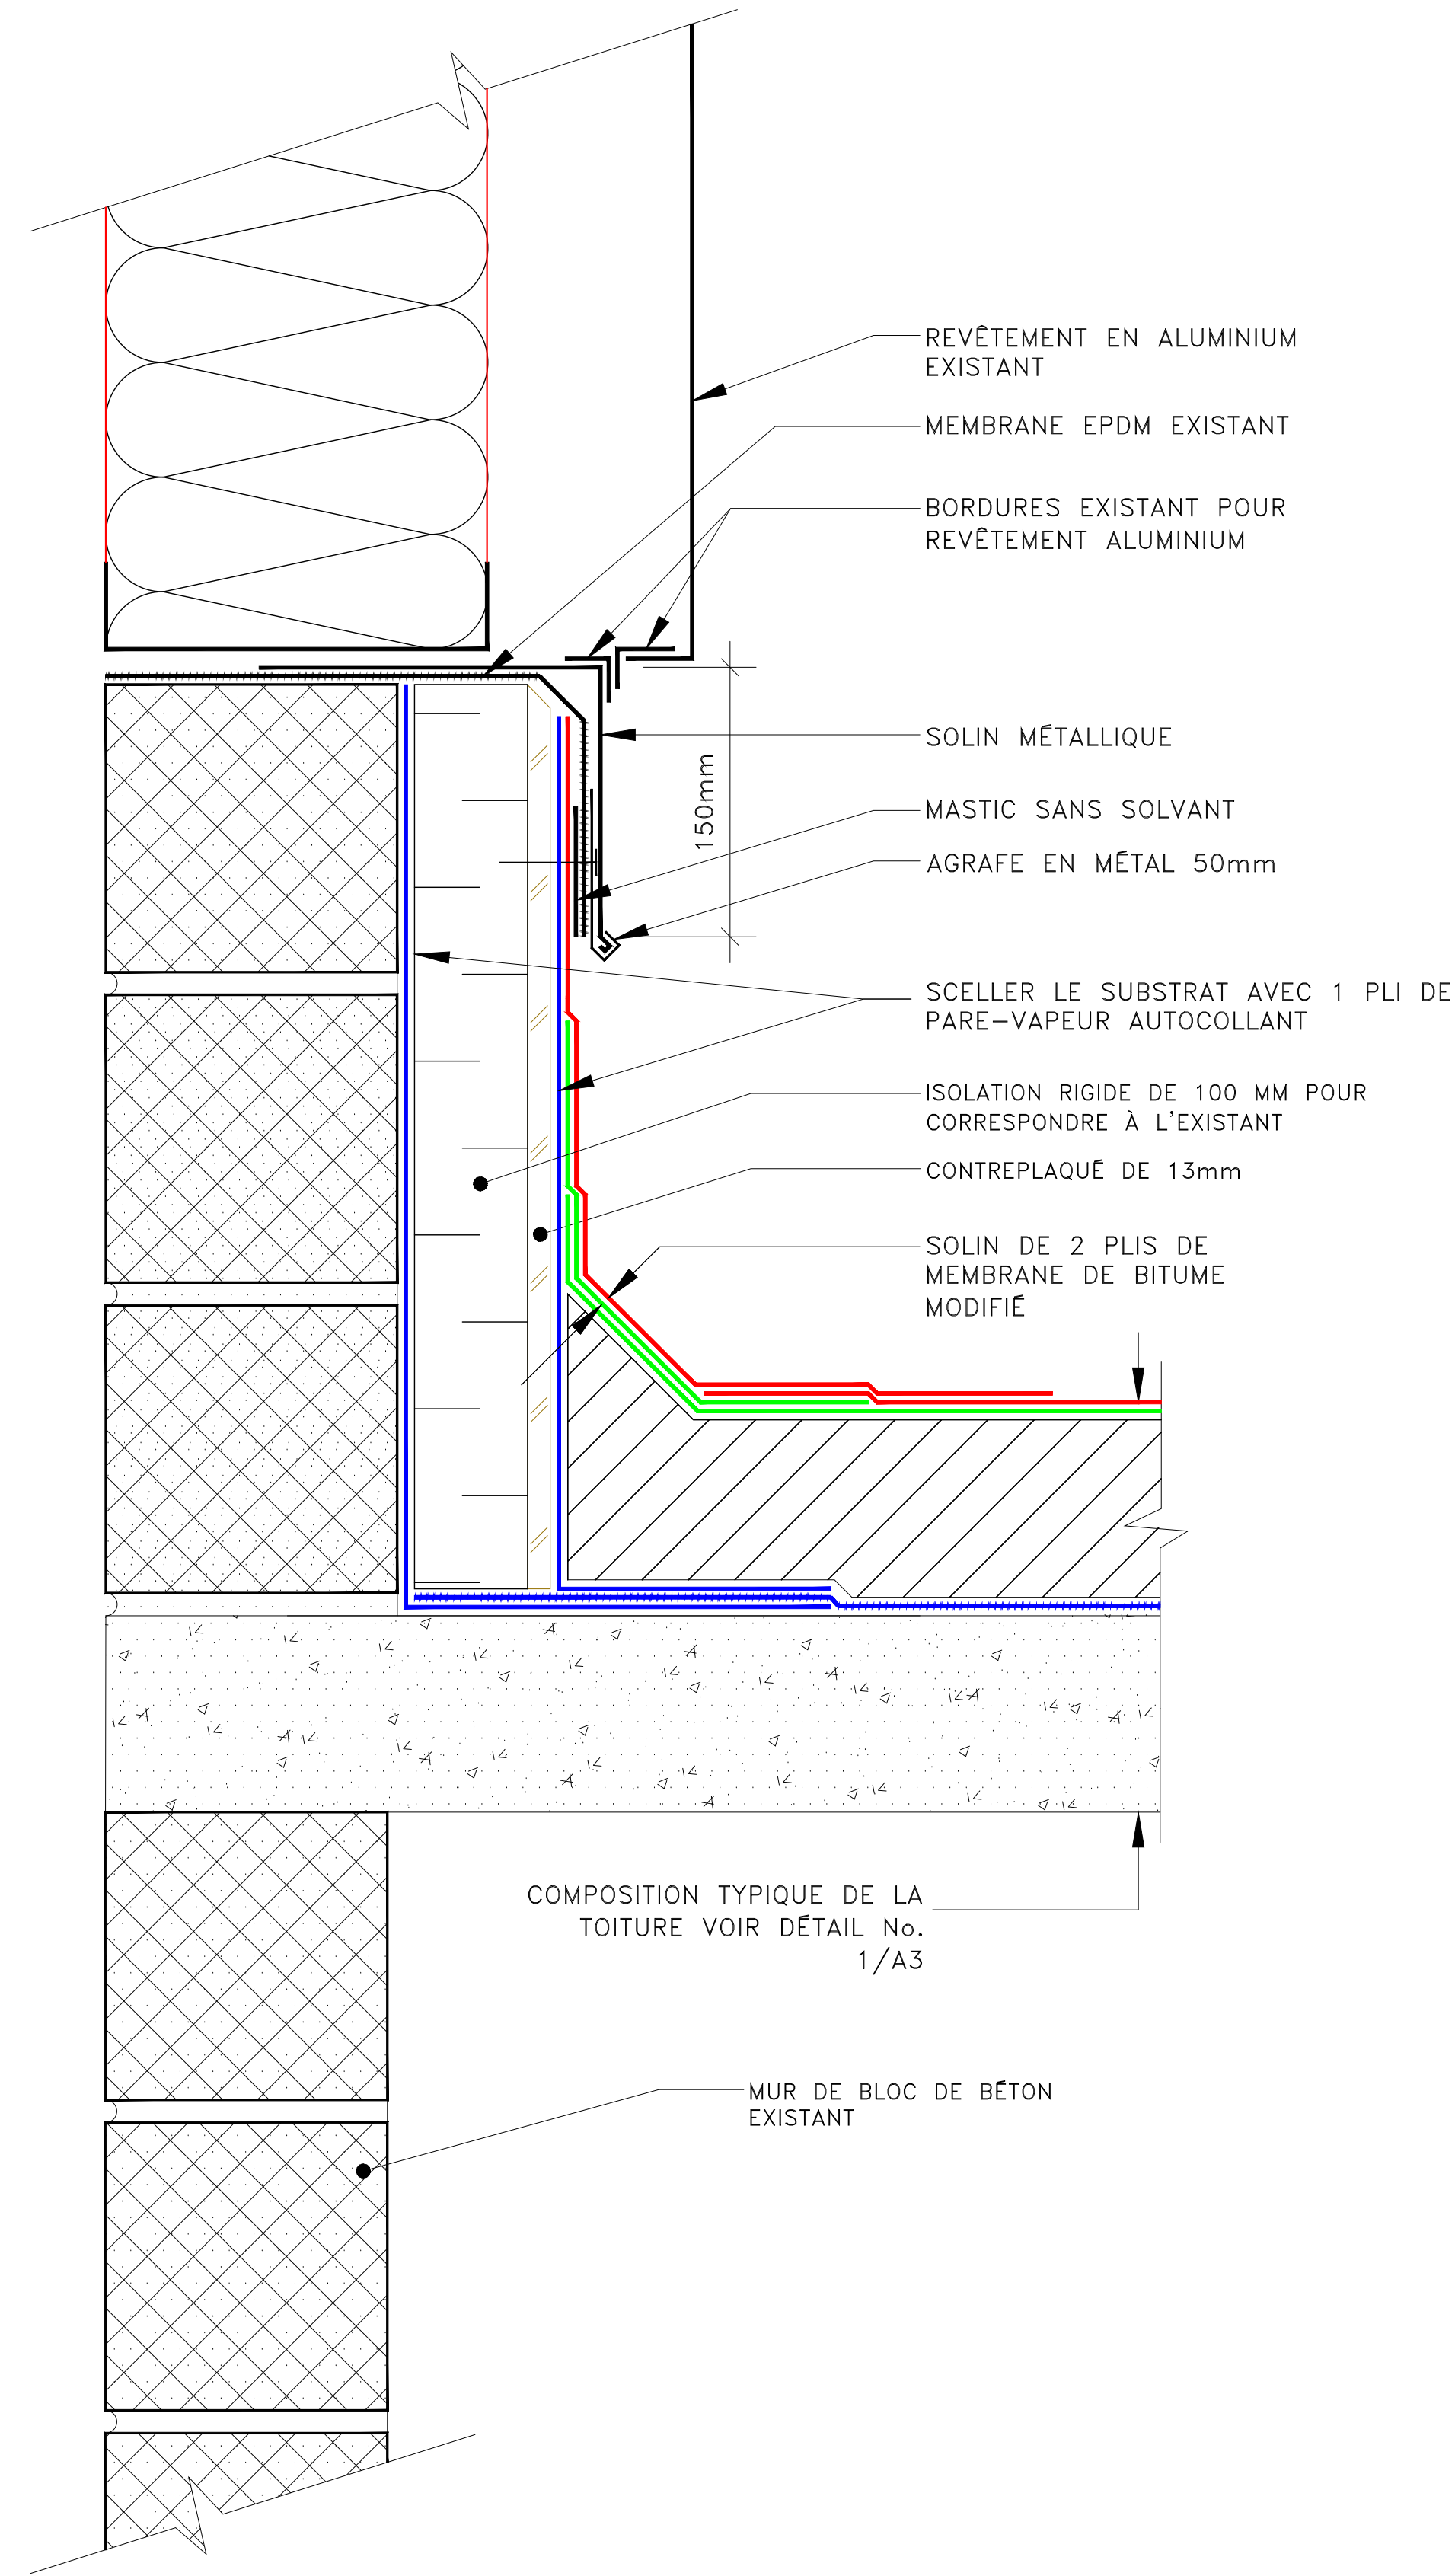 REVÊTEMENT EN ALUMINIUM
EXISTANT
MEMBRANE EPDM EXISTANT
BORDURES EXISTANT POUR
REVÊTEMENT ALUMINIUM
SOLIN MÉTALLIQUE
150mm
MASTIC SANS SOLVANT
AGRAFE EN MÉTAL 50mm
SCELLER LE SUBSTRAT AVEC 1 PLI DE
PARE-VAPEUR AUTOCOLLANT
ISOLATION RIGIDE DE 100 MM POUR
CORRESPONDRE À L'EXISTANT
CONTREPLAQUÉ DE 13mm
SOLIN DE 2 PLIS DE
MEMBRANE DE BITUME
MODIFIÉ
COMPOSITION TYPIQUE DE LA
TOITURE VOIR DÉTAIL No.
1/A3
MUR DE BLOC DE BÉTON
EXISTANT